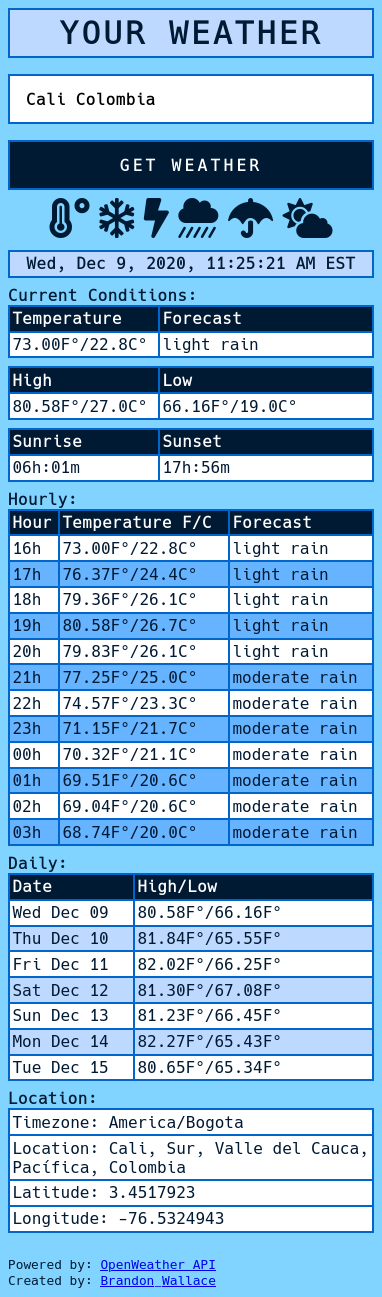 YOUR WEATHER
Cali Colombia
GET WEATHER
Wed, Dec 9, 2020, 11:25:21 AM EST
Current Conditions:
Temperature Forecast
73.00F°/22.8C° light rain
High Low
80.58F°/27.0C° 66.16F°/19.0C°
Sunrise Sunset
06h:01m 17h:56m
Hourly:
Hour Temperature F/C Forecast
16h 73.00F°/22.8C° light rain
17h 76.37F°/24.4C° light rain
18h 79.36F°/26.1C° light rain
19h 80.58F°/26.7C° light rain
20h 79.83F°/26.1C° light rain
21h 77.25F°/25.0C° moderate rain
22h 74.57F°/23.3C° moderate rain
23h 71.15F°/21.7C° moderate rain
00h 70.32F°/21.1C° moderate rain
01h 69.51F°/20.6C° moderate rain
02h 69.04F°/20.6C° moderate rain
03h 68.74F°/20.0C° moderate rain
Daily:
Date High/Low
Wed Dec 09 80.58F°/66.16F°
Thu Dec 10 81.84F°/65.55F°
Fri Dec 11 82.02F°/66.25F°
Sat Dec 12 81.30F°/67.08F°
Sun Dec 13 81.23F°/66.45F°
Mon Dec 14 82.27F°/65.43F°
Tue Dec 15 80.65F°/65.34F°
Location:
Timezone: America/Bogota
Location: Cali, Sur, Valle del Cauca,
Pacífica, Colombia
Latitude: 3.4517923
Longitude: -76.5324943
Powered by: OpenWeather API
Created by: Brandon Wallace